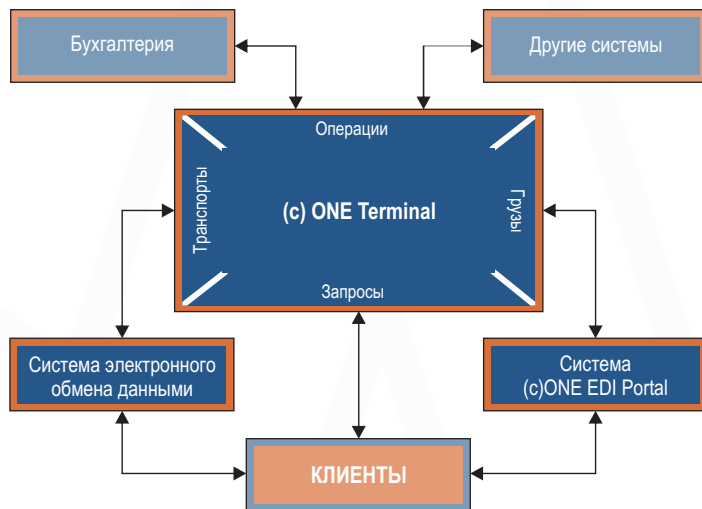 Бухгалтерия
Другие системы
Операции
Транспорты
(c) ONE Terminal
Грузы
Запросы
Система электронного
обмена данными
Система
(c)ONE EDI Portal
КЛИЕНТЫ